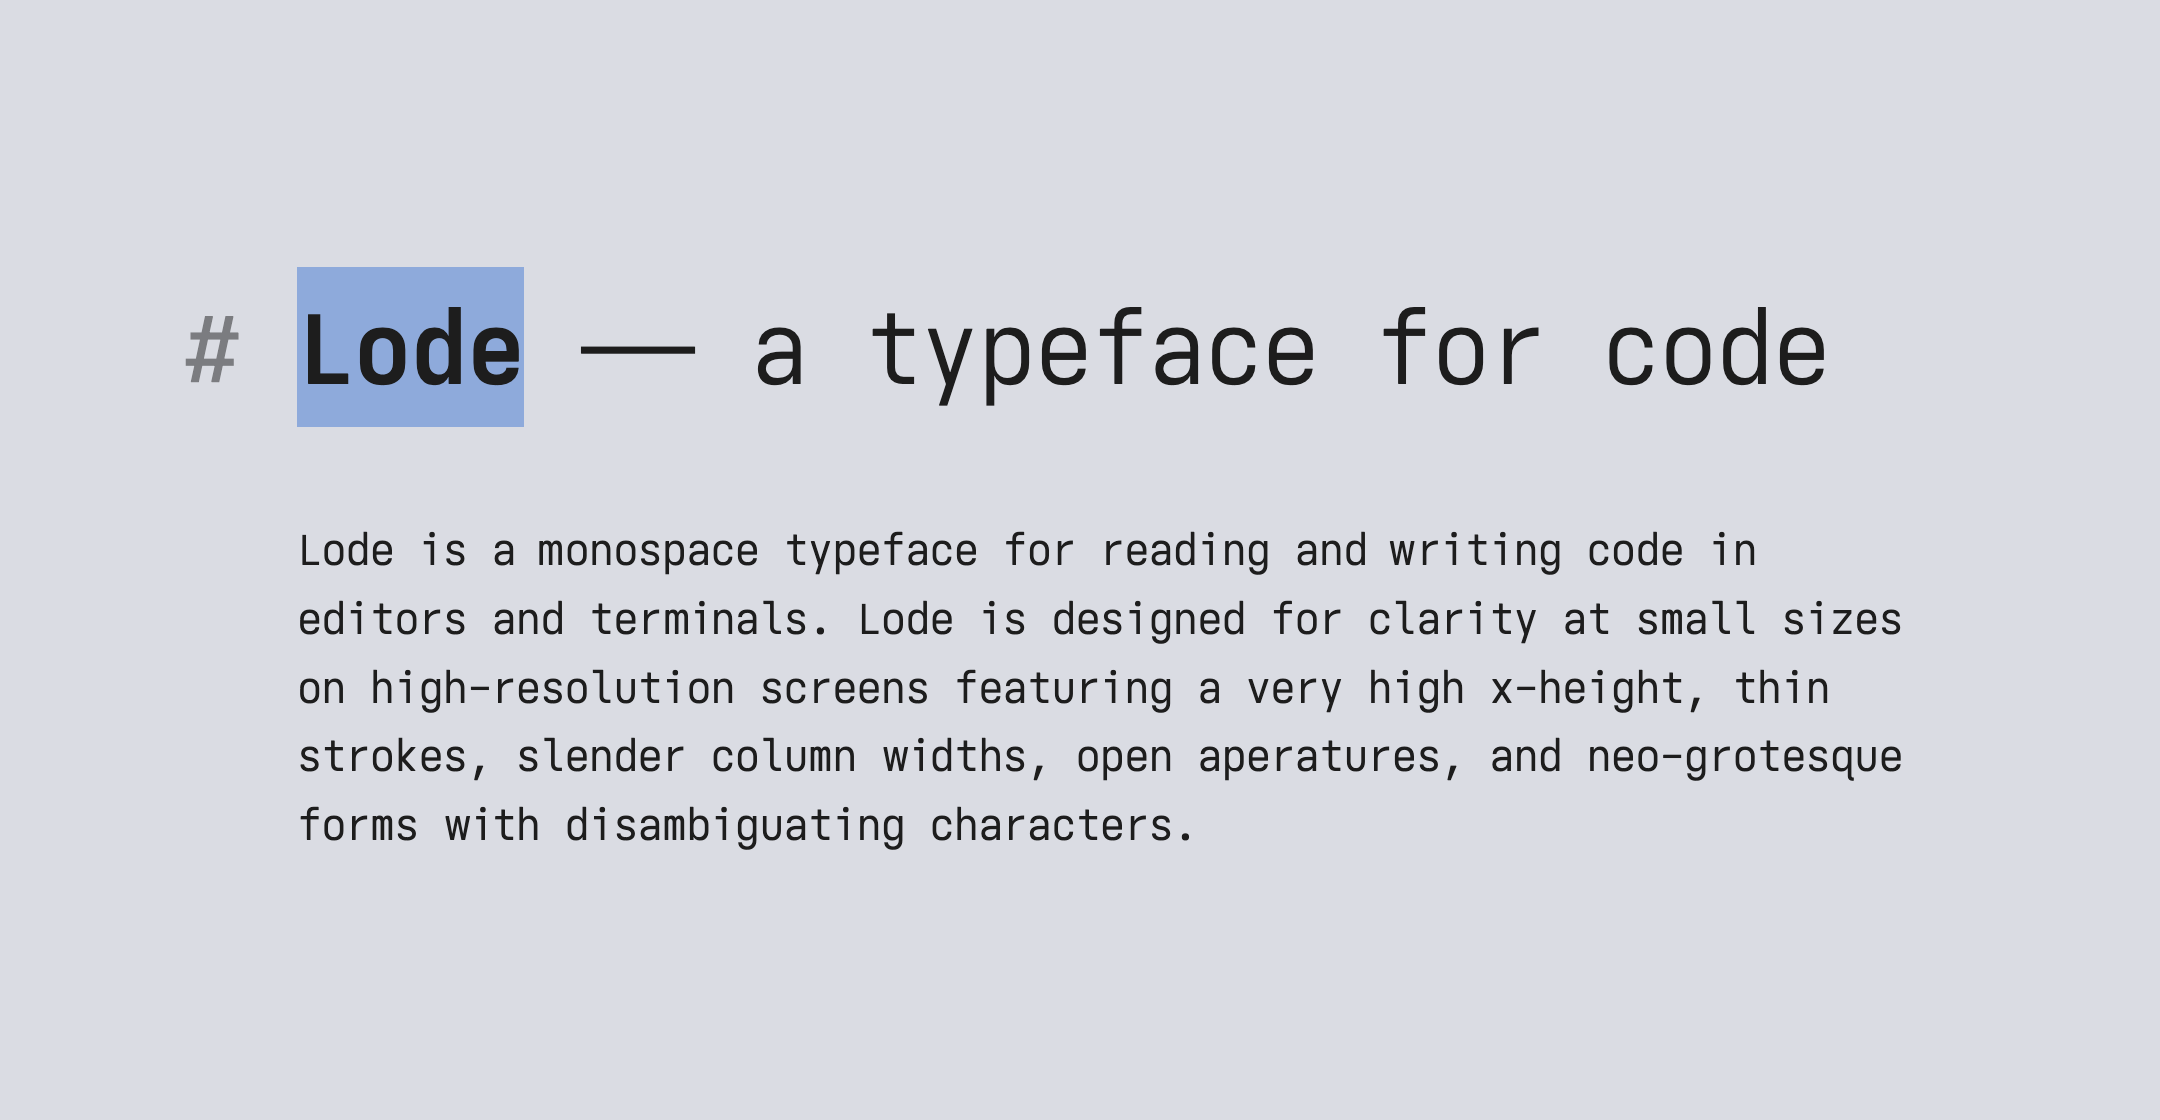 # Lode — a typeface for code
Lode is a monospace typeface for reading and writing code in
editors and terminals. Lode is designed for clarity at small sizes
on high-resolution screens featuring a very high x-height, thin
strokes, slender column widths, open aperatures, and neo-grotesque
forms with disambiguating characters.